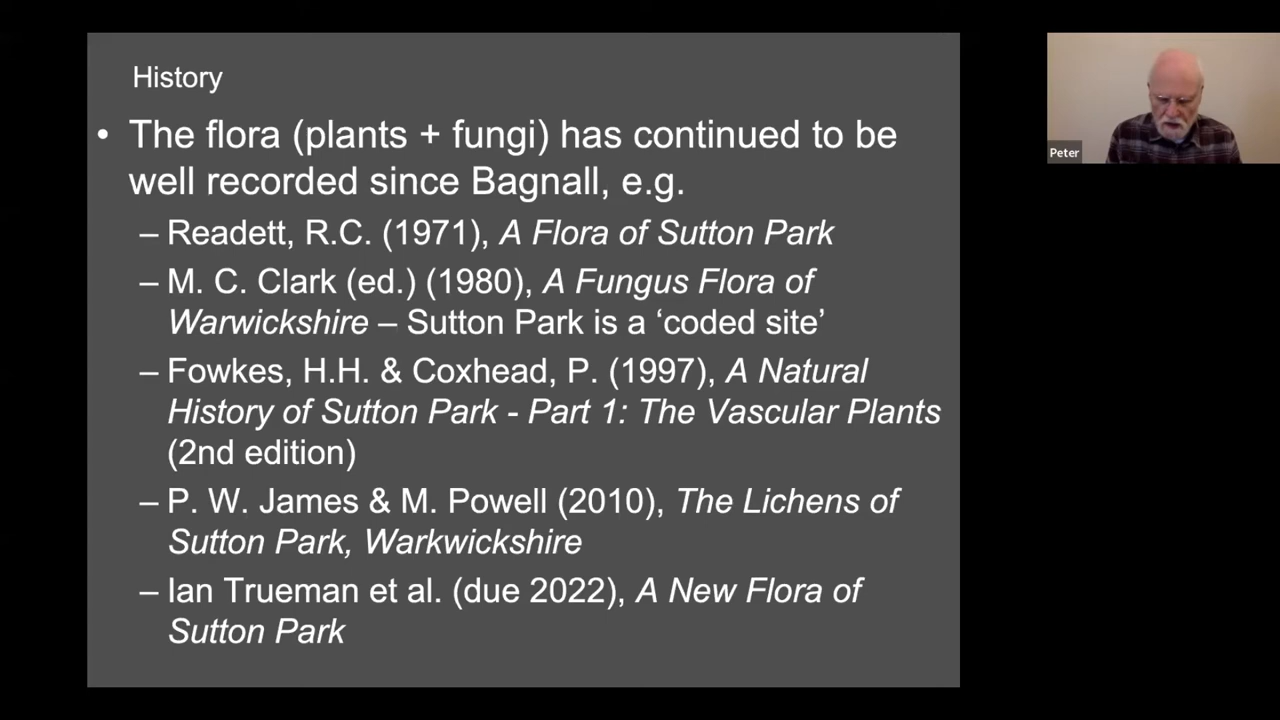 History
• The flora (plants + fungi) has continued to be
well recorded since Bagnall, e.g.
– Readett, R.C. (1971), A Flora of Sutton Park
– M. C. Clark (ed.) (1980), A Fungus Flora of
Warwickshire – Sutton Park is a ‘coded site’
– Fowkes, H.H. & Coxhead, P. (1997), A Natural
History of Sutton Park - Part 1: The Vascular Plants
(2nd edition)
– P. W. James & M. Powell (2010), The Lichens of
Sutton Park, Warkwickshire
– Ian Trueman et al. (due 2022), A New Flora of
Sutton Park
Peter